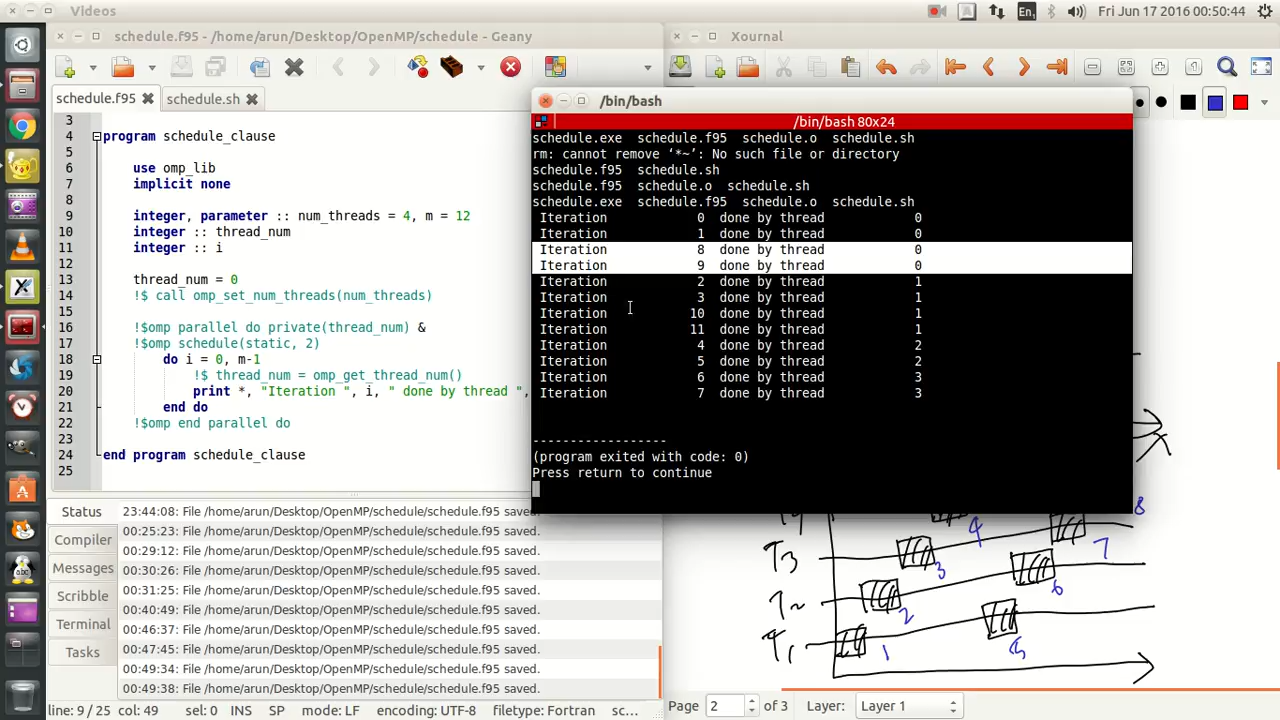 Videos
En1
Fri Jun 17 2016 00:50:44
schedule.f95 - /home/arun/Desktop/OpenMP/schedule - Geany
Xournal
schedule.f95
schedule.sh
3
4 program schedule_clause
5
6 use omp_lib
7 implicit none
8
9 integer, parameter :: num_threads = 4, m = 12
10 integer :: thread_num
11 integer :: i
12
13 thread_num = 0
14 !$ call omp_set_num_threads(num_threads)
15
16 !$omp parallel do private(thread_num) &
17 !$omp schedule(static, 2)
18 do i = 0, m-1
19 !$ thread_num = omp_get_thread_num()
20 print *, "Iteration ", i, " done by thread ",
21 end do
22 !$omp end parallel do
23
24 end program schedule_clause
25
/bin/bash
/bin/bash 80x24
schedule.exe schedule.f95 schedule.o schedule.sh
rm: cannot remove ‘*~’: No such file or directory
schedule.f95 schedule.sh
schedule.f95 schedule.o schedule.sh
schedule.exe schedule.f95 schedule.o schedule.sh
Iteration 0 done by thread 0
Iteration 1 done by thread 0
Iteration 8 done by thread 0
Iteration 9 done by thread 0
Iteration 2 done by thread 1
Iteration 3 done by thread 1
Iteration 10 done by thread 1
Iteration 11 done by thread 1
Iteration 4 done by thread 2
Iteration 5 done by thread 2
Iteration 6 done by thread 3
Iteration 7 done by thread 3
------------------
(program exited with code: 0)
Press return to continue
4 8
T3 3 7
2 6
T1 1 5
Status
Compiler
Messages
Scribble
Terminal
Tasks
23:44:08: File /home/arun/Desktop/OpenMP/schedule/schedule.f95 saved.
00:25:23: File /home/arun/Desktop/OpenMP/schedule/schedule.f95 saved.
00:29:12: File /home/arun/Desktop/OpenMP/schedule/schedule.f95 saved.
00:30:26: File /home/arun/Desktop/OpenMP/schedule/schedule.f95 saved.
00:31:25: File /home/arun/Desktop/OpenMP/schedule/schedule.f95 saved.
00:40:49: File /home/arun/Desktop/OpenMP/schedule/schedule.f95 saved.
00:46:37: File /home/arun/Desktop/OpenMP/schedule/schedule.f95 saved.
00:47:45: File /home/arun/Desktop/OpenMP/schedule/schedule.f95 saved.
00:49:34: File /home/arun/Desktop/OpenMP/schedule/schedule.f95 saved.
00:49:38: File /home/arun/Desktop/OpenMP/schedule/schedule.f95 saved.
line: 9 / 25 col: 49 sel: 0 INS SP mode: LF encoding: UTF-8 filetype: Fortran sc...
Page 2 of 3 Layer: Layer 1